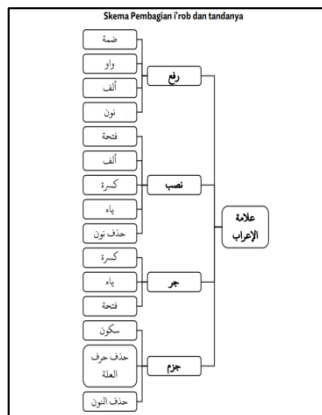 Skema Pembagian i'rob dan tandanya
علامة
الإعراب
رفع
ضمة
واو
ألف
نون
نصب
فتحة
ألف
كسرة
ياء
حذف نون
جر
كسرة
ياء
فتحة
جزم
سكون
حذف حرف
العلة
حذف النون